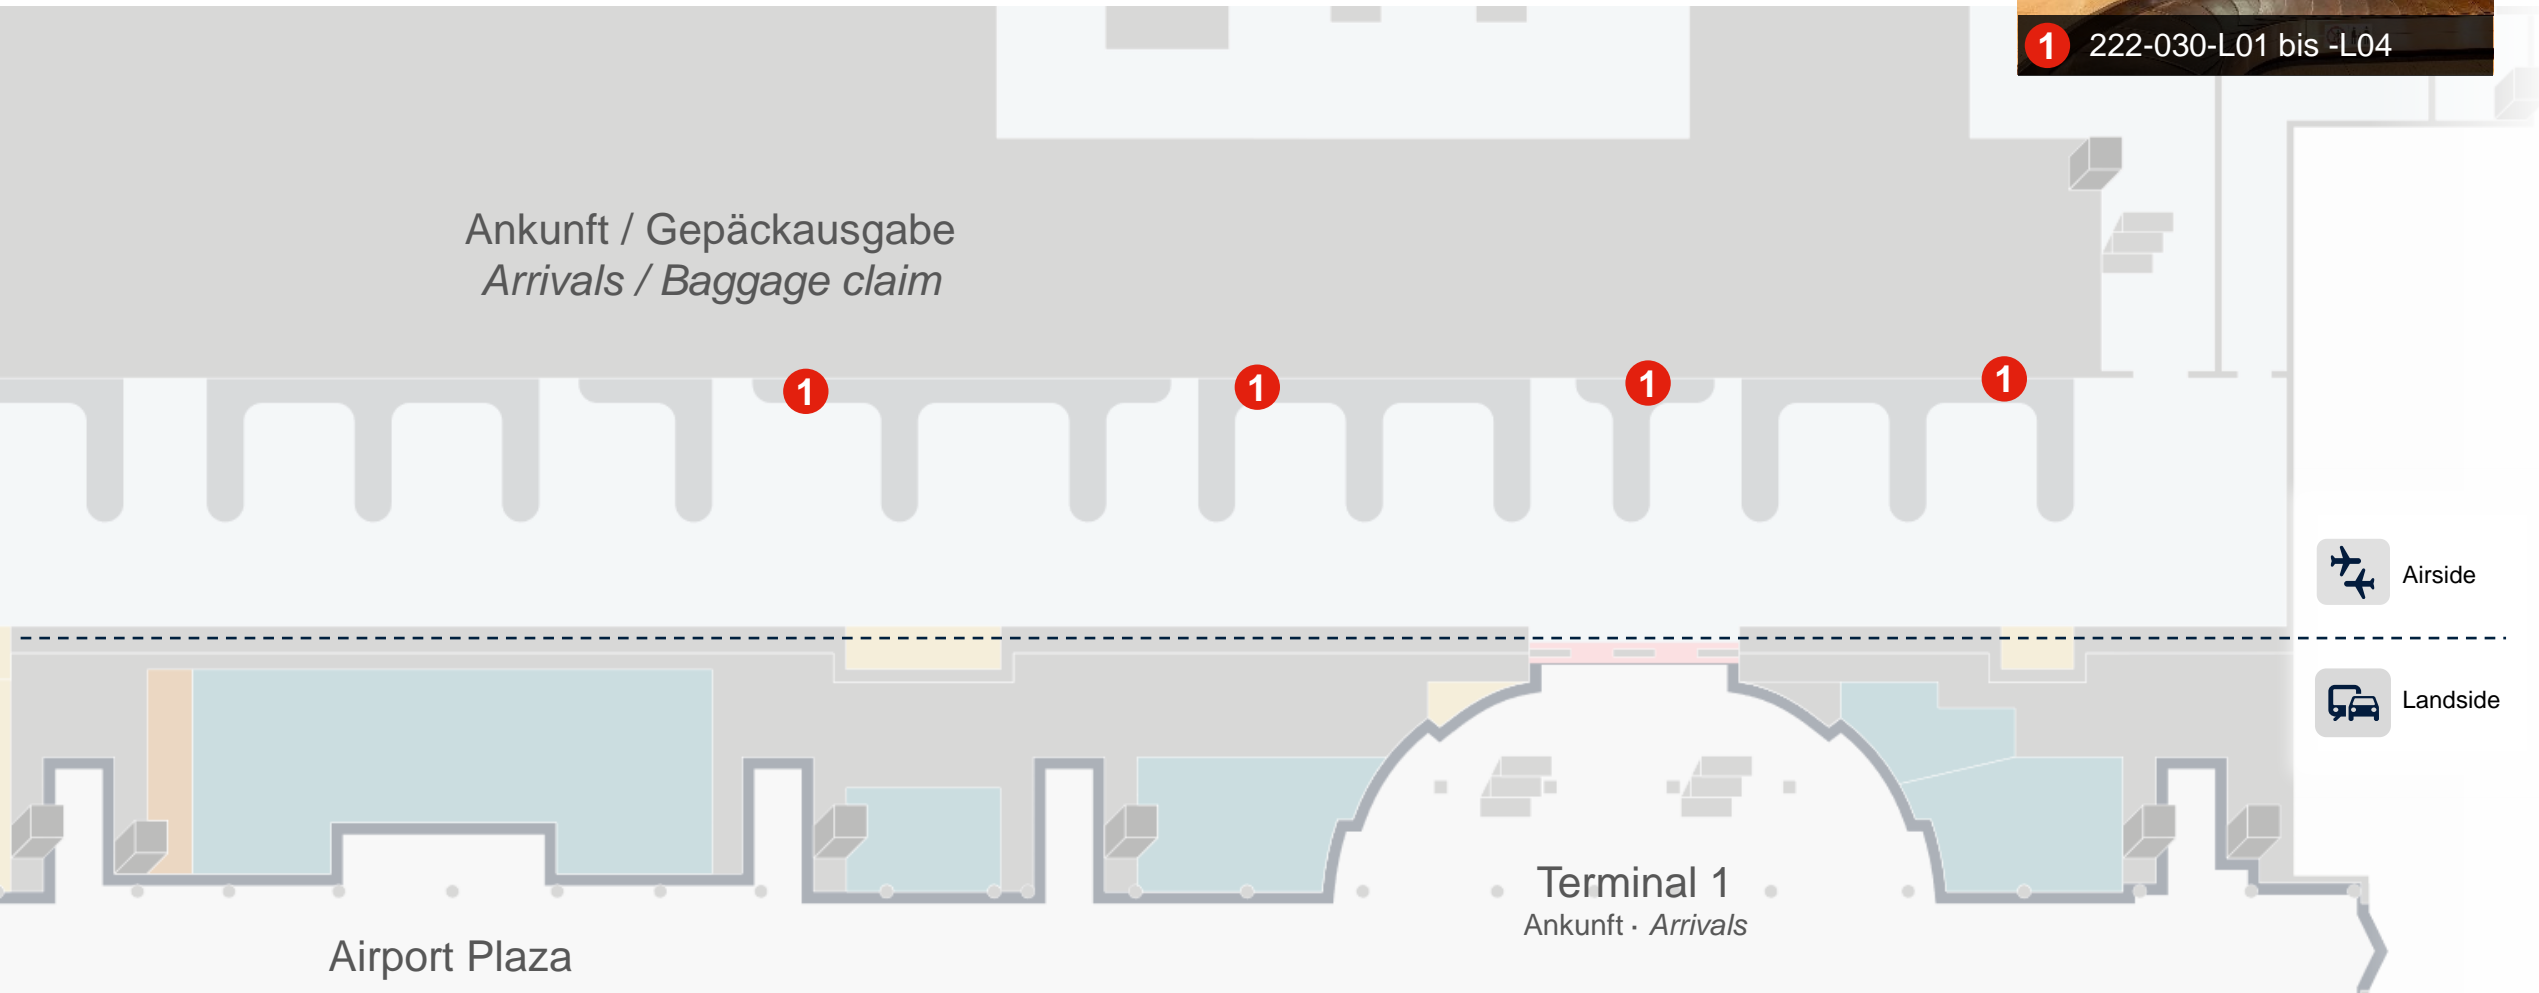 1 222-030-L01 bis -L04
Ankunft / Gepäckausgabe
Arrivals / Baggage claim
1
1
1
1
Airside
Landside
Terminal 1
Ankunft · Arrivals
Airport Plaza